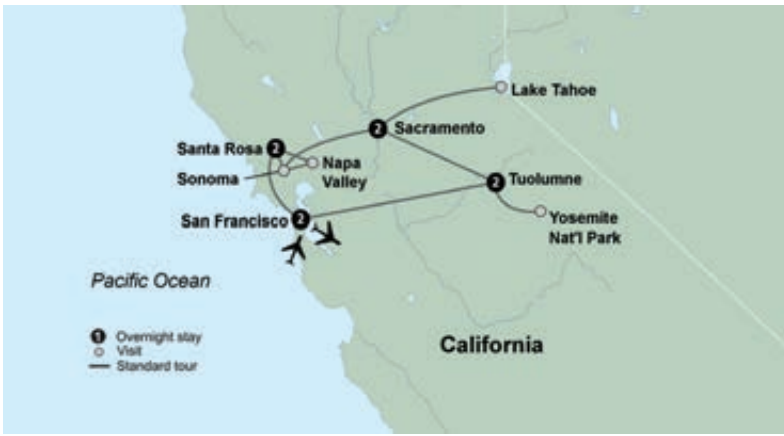 Lake Tahoe
2 Sacramento
Santa Rosa 2
Napa
Valley
Sonoma
2 Tuolumne
San Francisco 2
Yosemite
Nat'l Park
Pacific Ocean
1 Overnight stay
Visit
Standard tour
California